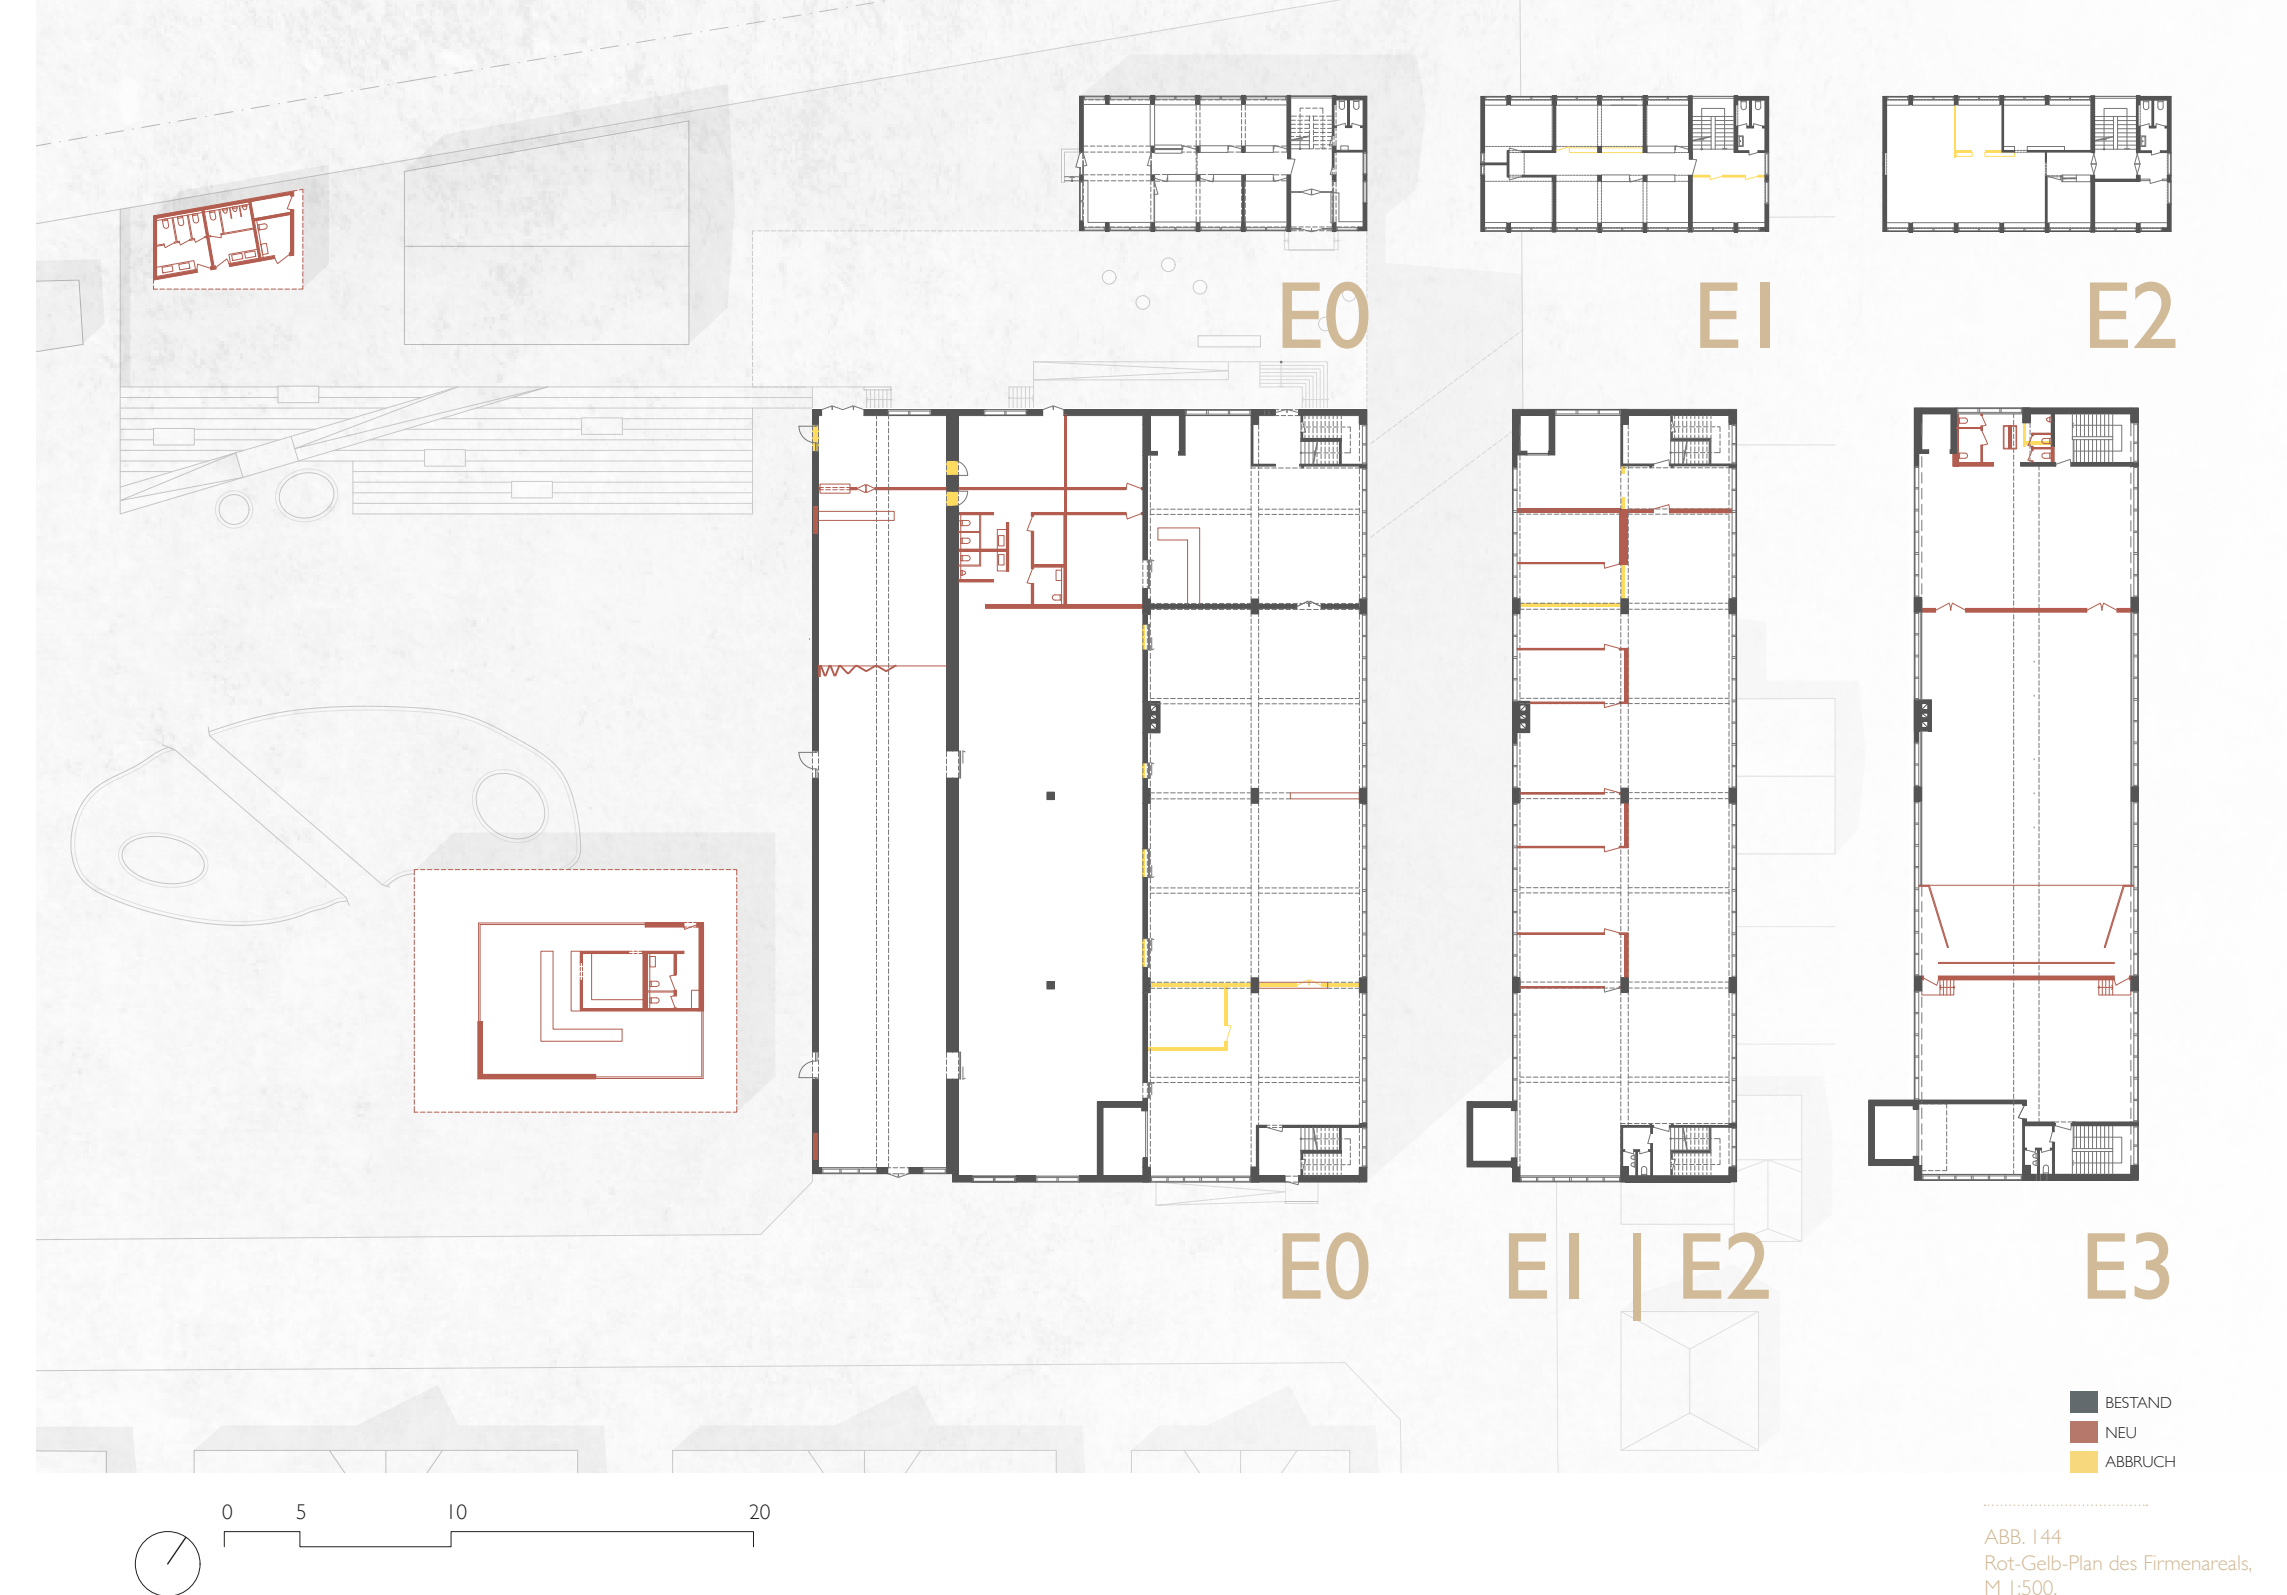 E0 E1 E2
E0 E1 | E2 E3
BESTAND
NEU
ABBRUCH
0 5 10 20
ABB. 144
Rot-Gelb-Plan des Firmenareals,
M 1:500.